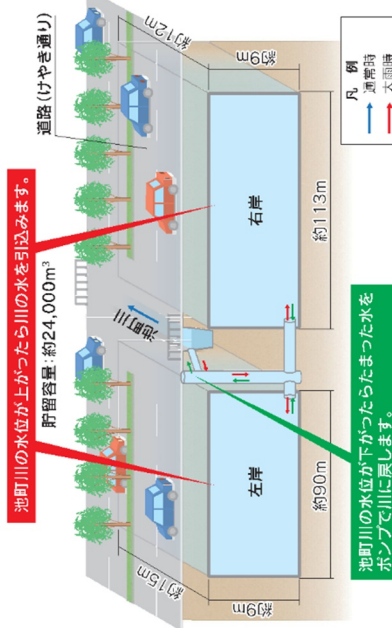 池町川の水位が上がったら川の水を引込みます。
貯留容量:約24,000m³
道路(けやき通り)
約15m
約12m
池町川
左岸
右岸
約9m
約9m
約90m
約113m
池町川の水位が下がったらたまった水を
ポンプで川に戻します。
凡 例
通常時
大雨時